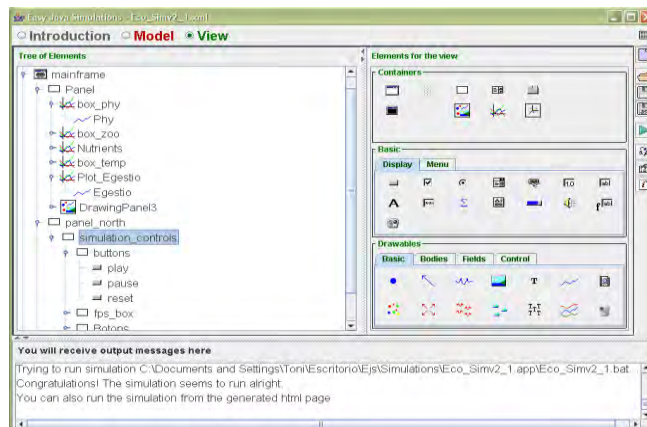 Easy Java Simulations - Eco_Simv2_1.xml
Introduction Model View
Tree of Elements
mainframe
Panel
box_phy
Phy
box_zoo
Nutrients
box_temp
Plot_Egestio
Egestio
DrawingPanel3
panel_north
simulation_controls
buttons
play
pause
reset
fps_box
Botons
Elements for the view
Containers
Basic
Display Menu
Drawables
Basic Bodies Fields Control
You will receive output messages here
Trying to run simulation C:\Documents and Settings\Toni\Escritorio\Ejs\Simulations\Eco_Simv2_1.app\Eco_Simv2_1.bat
Congratulations! The simulation seems to run alright.
You can also run the simulation from the generated html page